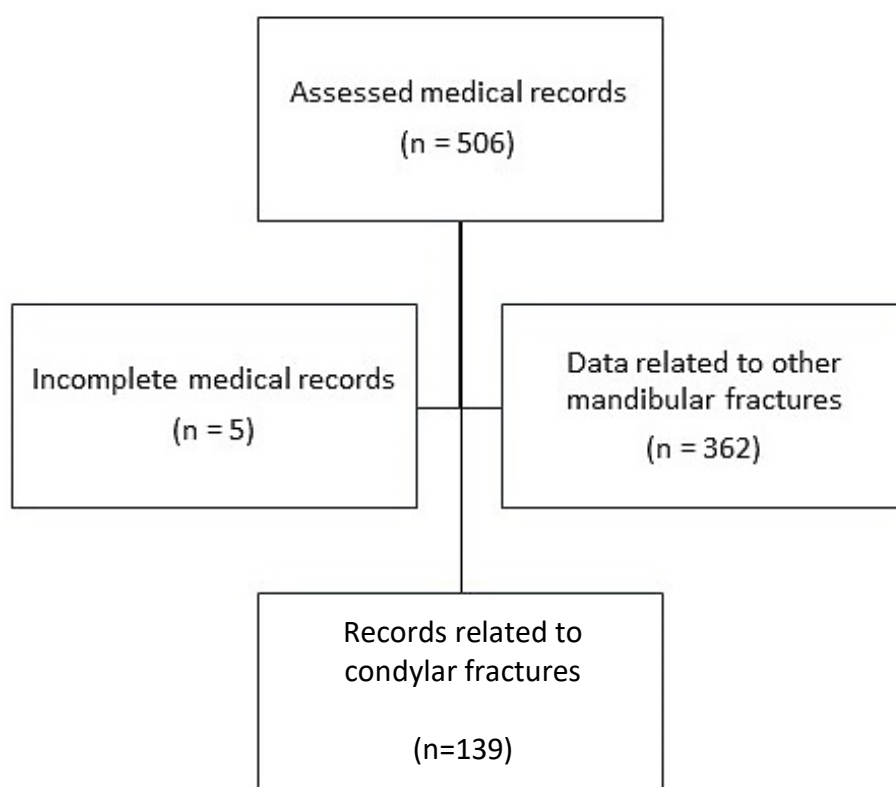 Assessed medical records
(n = 506)
Incomplete medical records
(n = 5)
Data related to other
mandibular fractures
(n = 362)
Records related to
condylar fractures
(n=139)